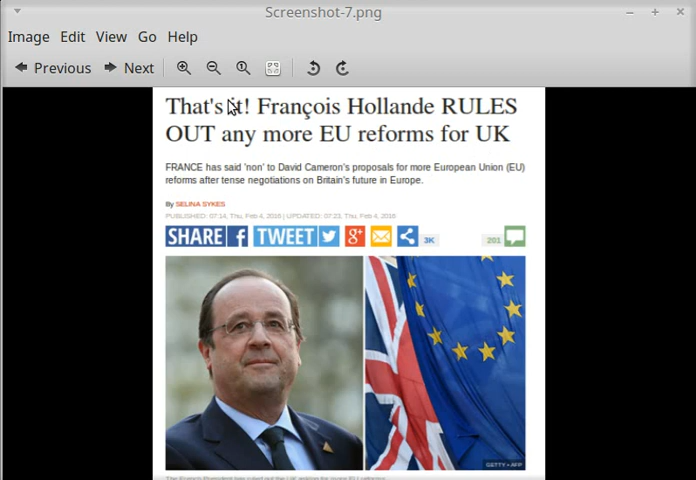 Screenshot-7.png
Image Edit View Go Help
Previous Next
That's it! François Hollande RULES
OUT any more EU reforms for UK
FRANCE has said 'non' to David Cameron's proposals for more European Union (EU)
reforms after tense negotiations on Britain's future in Europe.
By SELINA SYKES
PUBLISHED: 07:14, Thu, Feb 4, 2016 | UPDATED: 07:23, Thu, Feb 4, 2016
SHARE f TWEET g+ 3K 201
GETTY • AFP